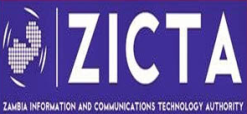 ZICTA
ZAMBIA INFORMATION AND COMMUNICATIONS TECHNOLOGY AUTHORITY